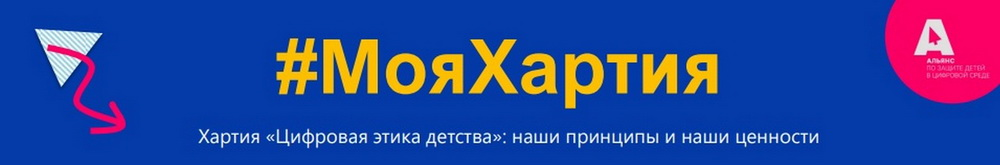 #МояХартия
Хартия «Цифровая этика детства»: наши принципы и наши ценности
А
АЛЬЯНС
ПО ЗАЩИТЕ ДЕТЕЙ
В ЦИФРОВОЙ СРЕДЕ